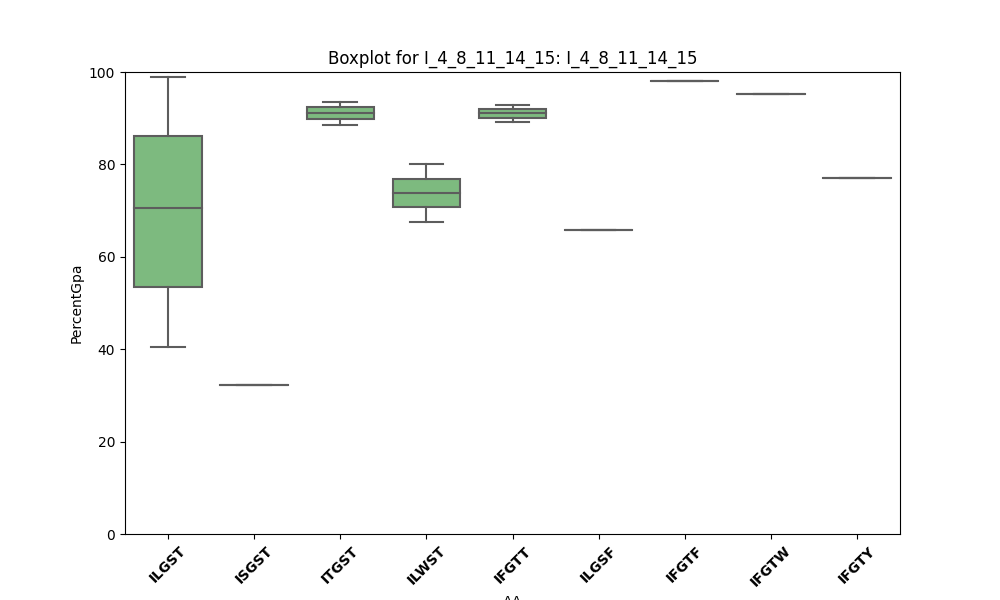 Boxplot for I_4_8_11_14_15: I_4_8_11_14_15
100
80
60
40
20
0
PercentGpa
ILGST
ISGST
ITGST
ILWST
IFGTT
ILGSF
IFGTF
IFGTW
IFGTY
AA